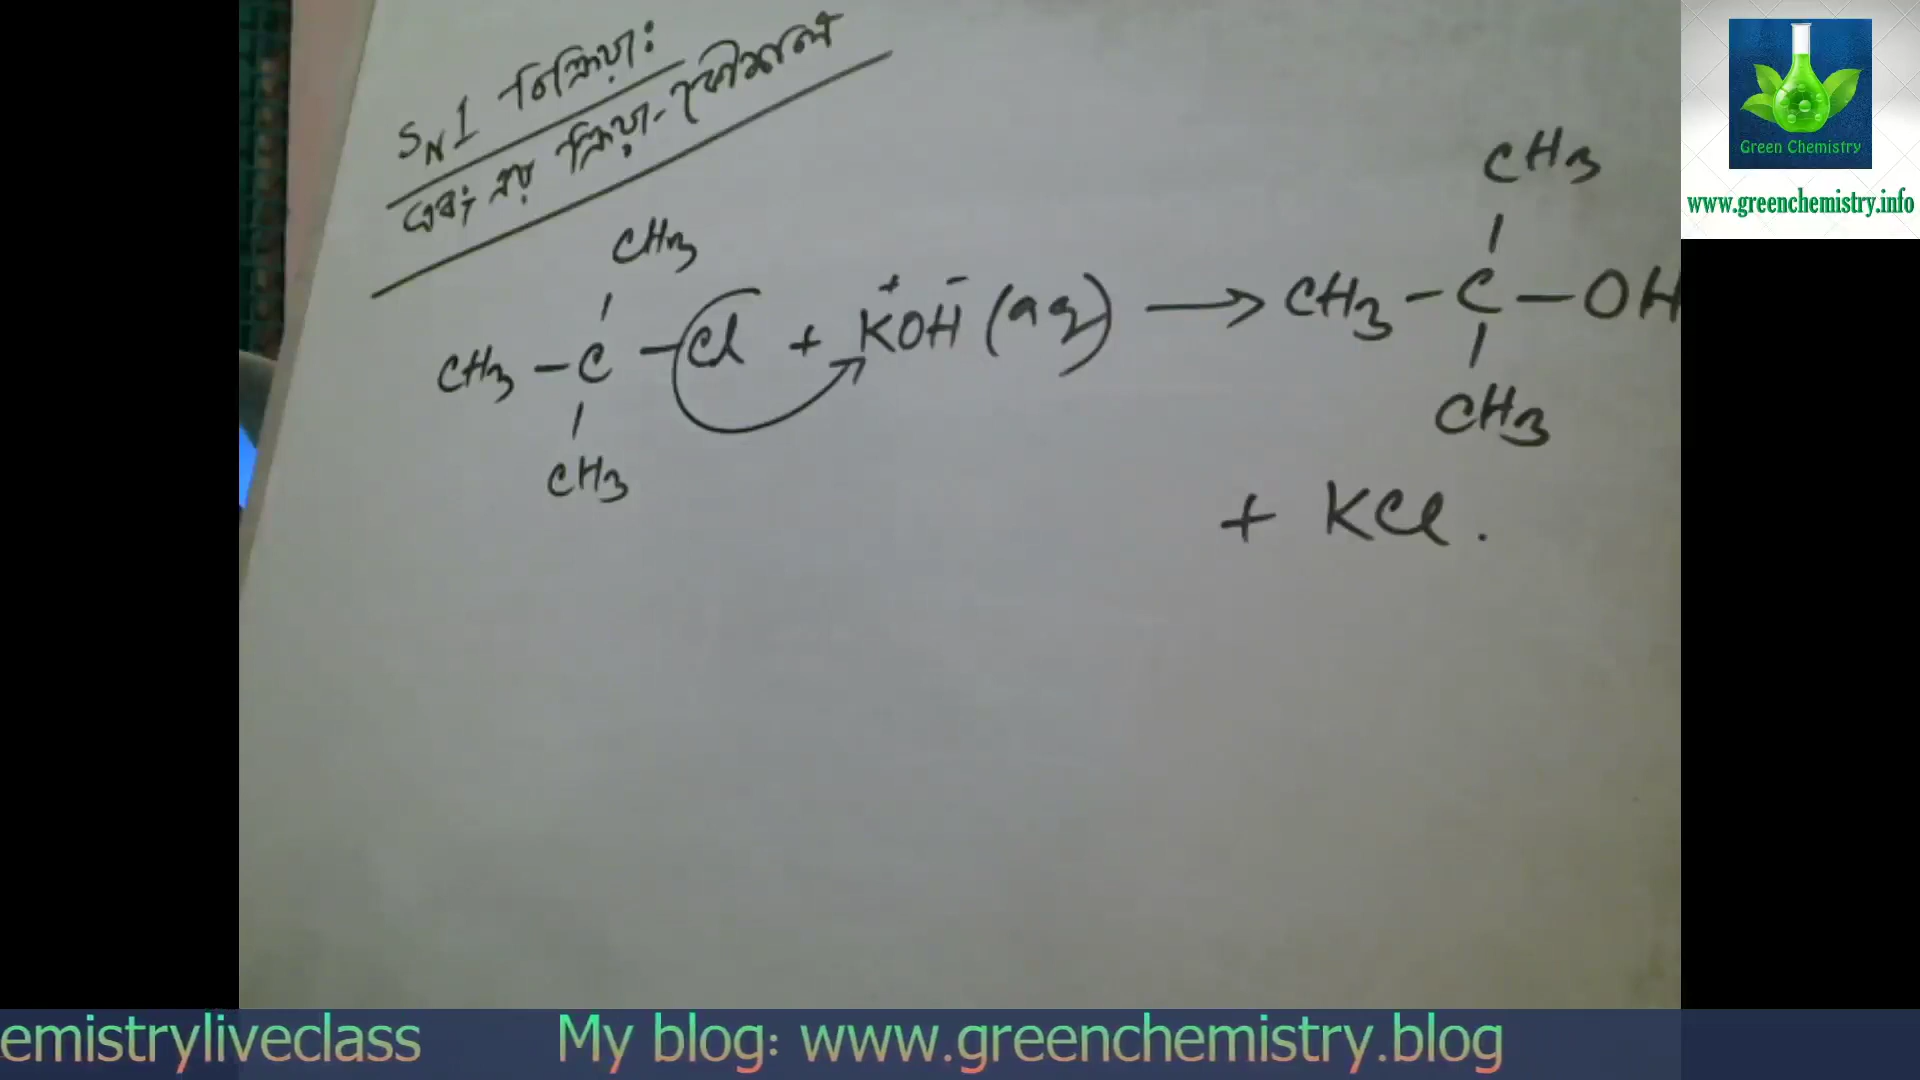 SN1 বিক্রিয়া:
এবং এর ক্রিয়া-কৌশল
CH3
CH3 - C - Cl + K+OH- (aq) → CH3 - C - OH
CH3
CH3
CH3
+ KCl.
Green Chemistry
www.greenchemistry.info
emistryliveclass My blog: www.greenchemistry.blog